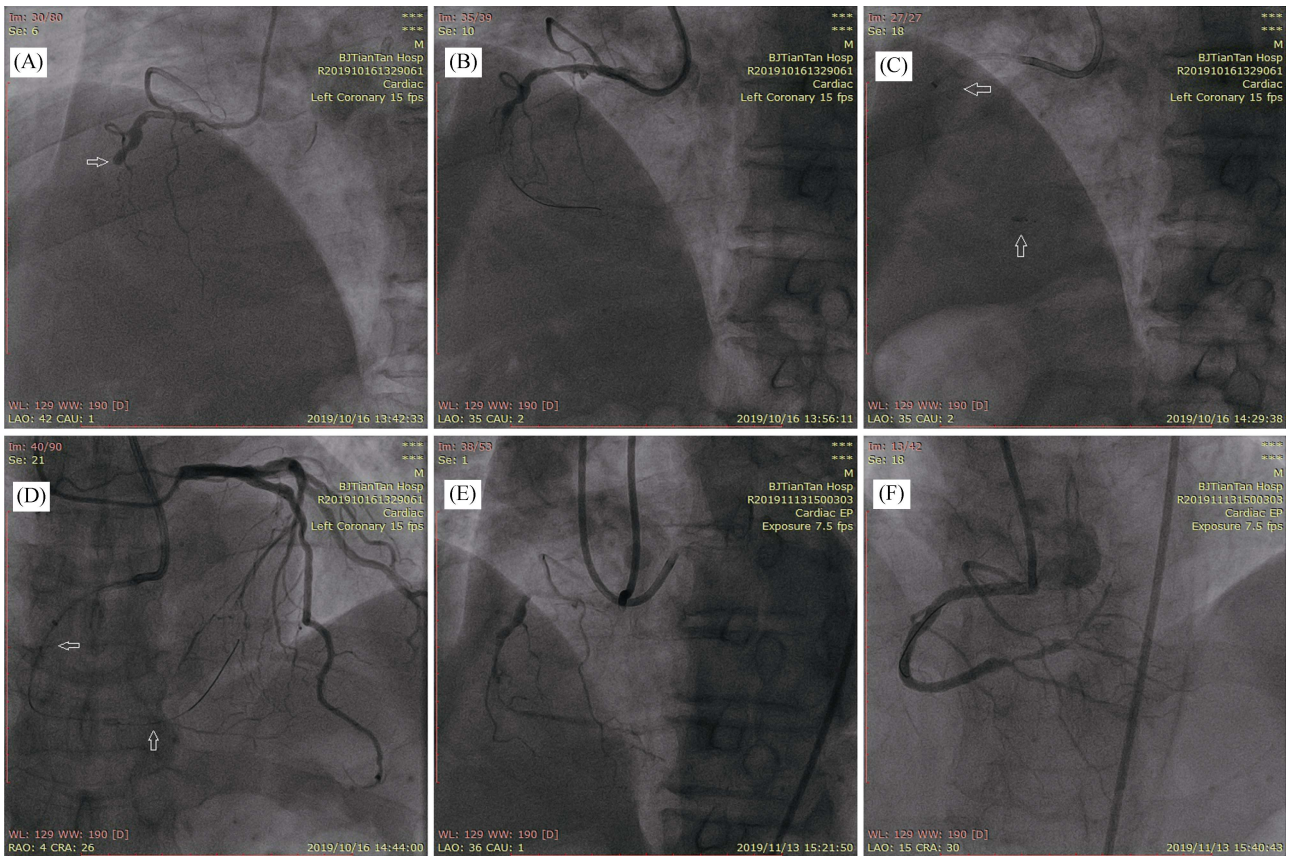 Im: 30/80
Se: 6
(A)
***
***
M
BJTianTan Hosp
R201910161329061
Cardiac
Left Coronary 15 fps
WL: 129 WW: 190 [D]
LAO: 42 CAU: 1
2019/10/16 13:42:33
Im: 35/39
Se: 10
(B)
***
***
M
BJTianTan Hosp
R201910161329061
Cardiac
Left Coronary 15 fps
WL: 129 WW: 190 [D]
LAO: 35 CAU: 2
2019/10/16 13:56:11
Im: 27/27
Se: 18
(C)
***
***
M
BJTianTan Hosp
R201910161329061
Cardiac
Left Coronary 15 fps
WL: 129 WW: 190 [D]
LAO: 35 CAU: 2
2019/10/16 14:29:38
Im: 40/90
Se: 21
(D)
***
***
M
BJTianTan Hosp
R201910161329061
Cardiac
Left Coronary 15 fps
WL: 129 WW: 190 [D]
RAO: 4 CRA: 26
2019/10/16 14:44:00
Im: 38/53
Se: 1
(E)
***
***
M
BJTianTan Hosp
R201911131500303
Cardiac EP
Exposure 7.5 fps
WL: 129 WW: 190 [D]
LAO: 36 CAU: 1
2019/11/13 15:21:50
Im: 13/42
Se: 18
(F)
***
***
M
BJTianTan Hosp
R201911131500303
Cardiac EP
Exposure 7.5 fps
WL: 129 WW: 190 [D]
LAO: 15 CRA: 30
2019/11/13 15:40:43